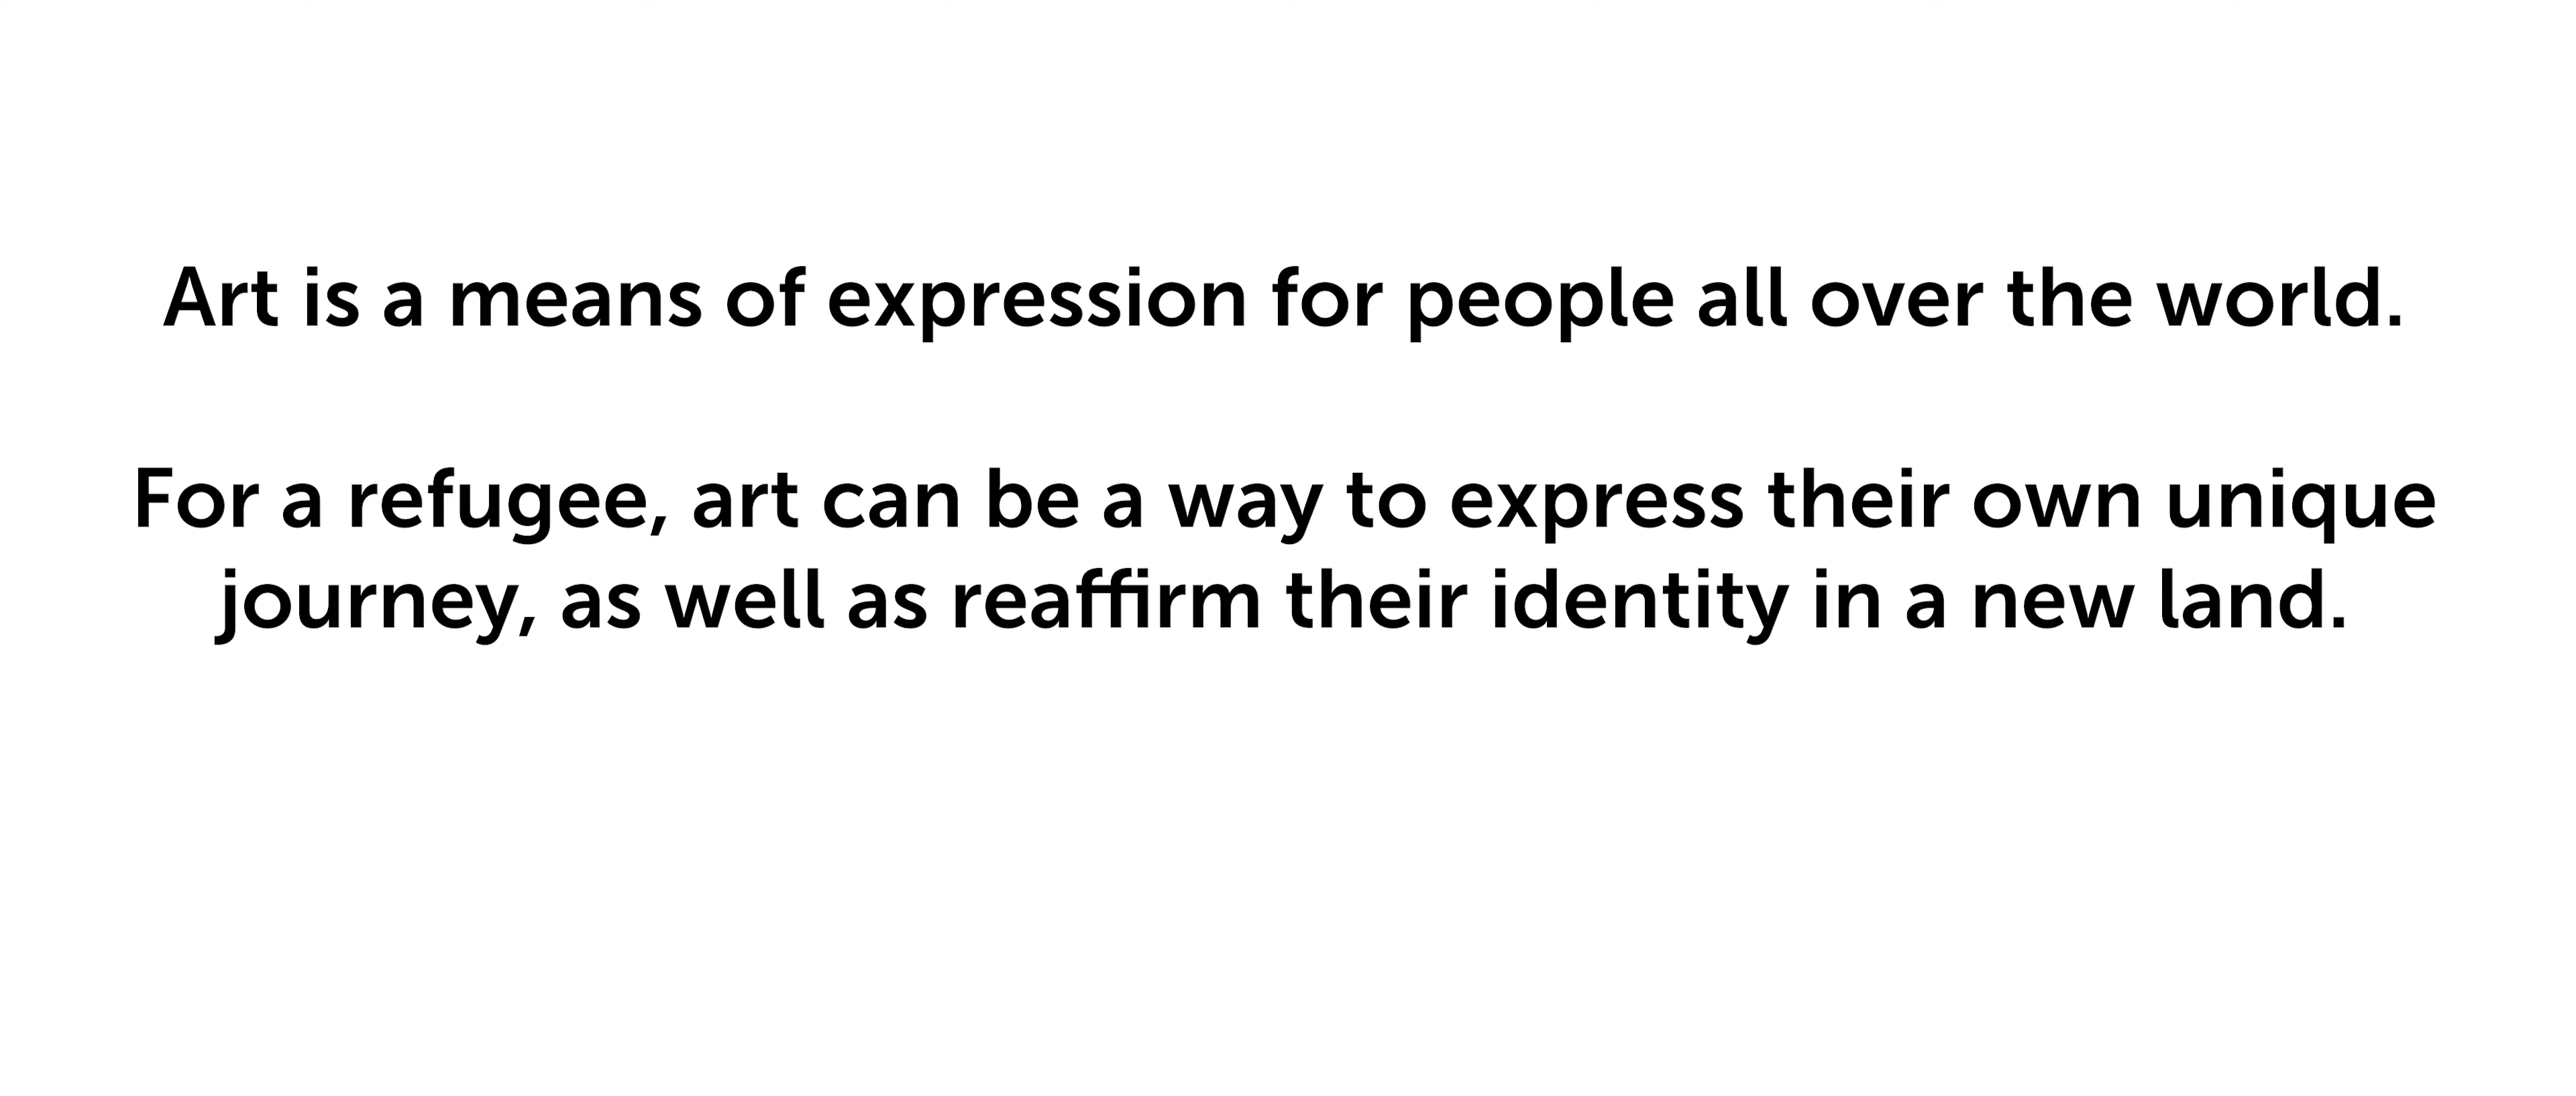 Art is a means of expression for people all over the world.
For a refugee, art can be a way to express their own unique
journey, as well as reaffirm their identity in a new land.